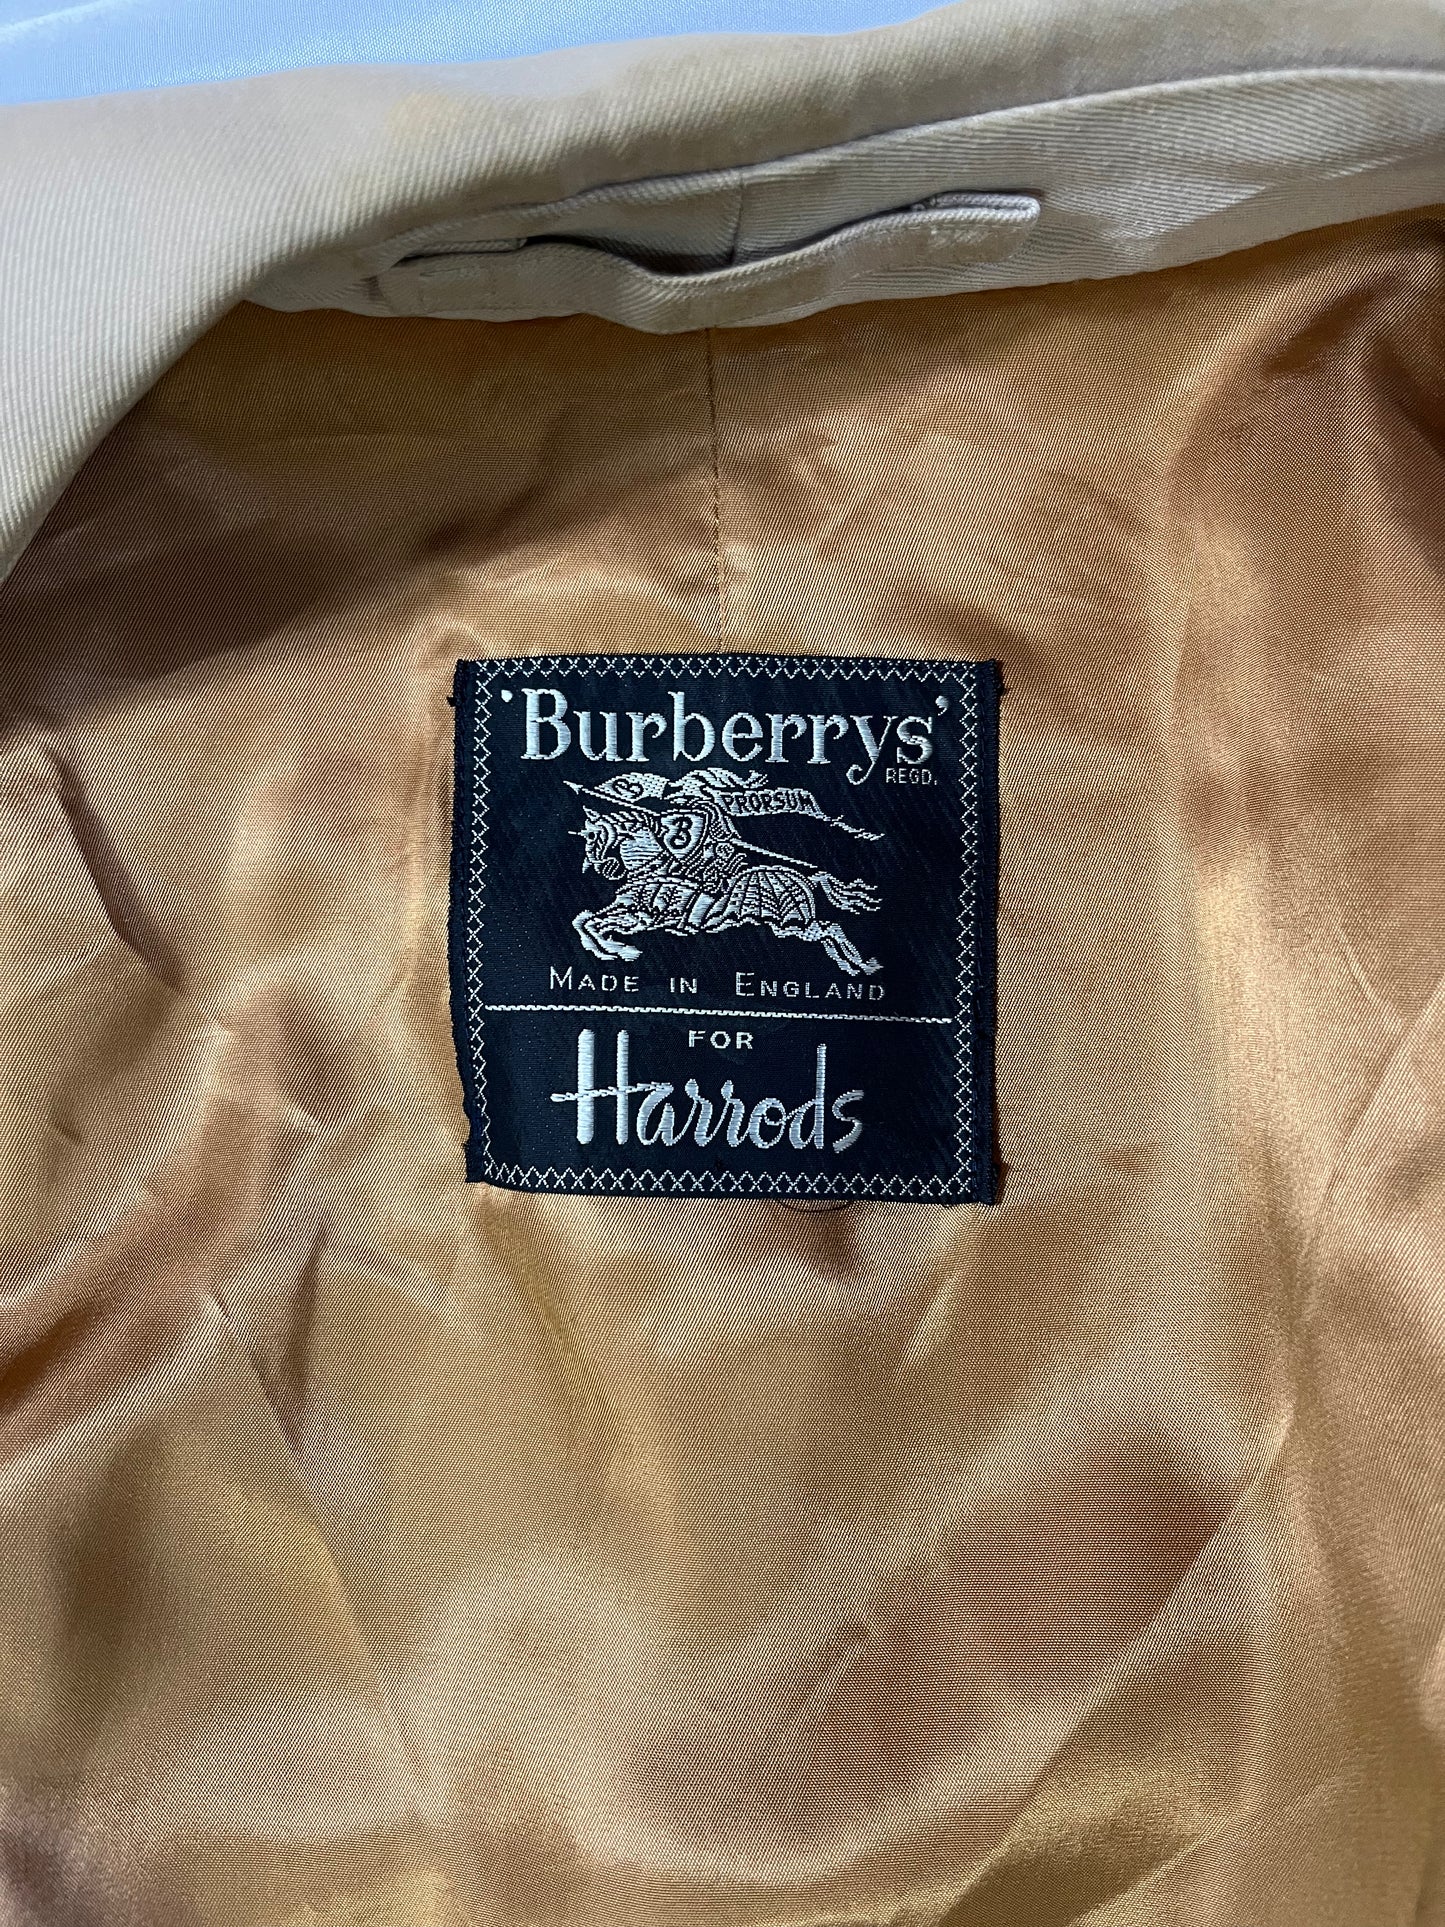 'Burberrys'
REGD.
B
PRORSUM
B
MADE IN ENGLAND
FOR
Harrods